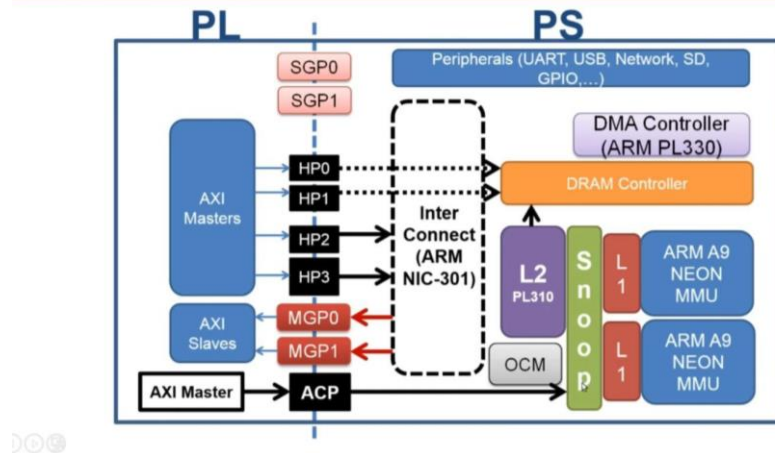 PL
PS
SGP0
SGP1
Peripherals (UART, USB, Network, SD,
GPIO,...)
DMA Controller
(ARM PL330)
DRAM Controller
AXI
Masters
HP0
HP1
HP2
HP3
Inter
Connect
(ARM
NIC-301)
L2
PL310
Snoop
L
1
ARM A9
NEON
MMU
AXI
Slaves
MGP0
MGP1
OCM
L
1
ARM A9
NEON
MMU
AXI Master
ACP